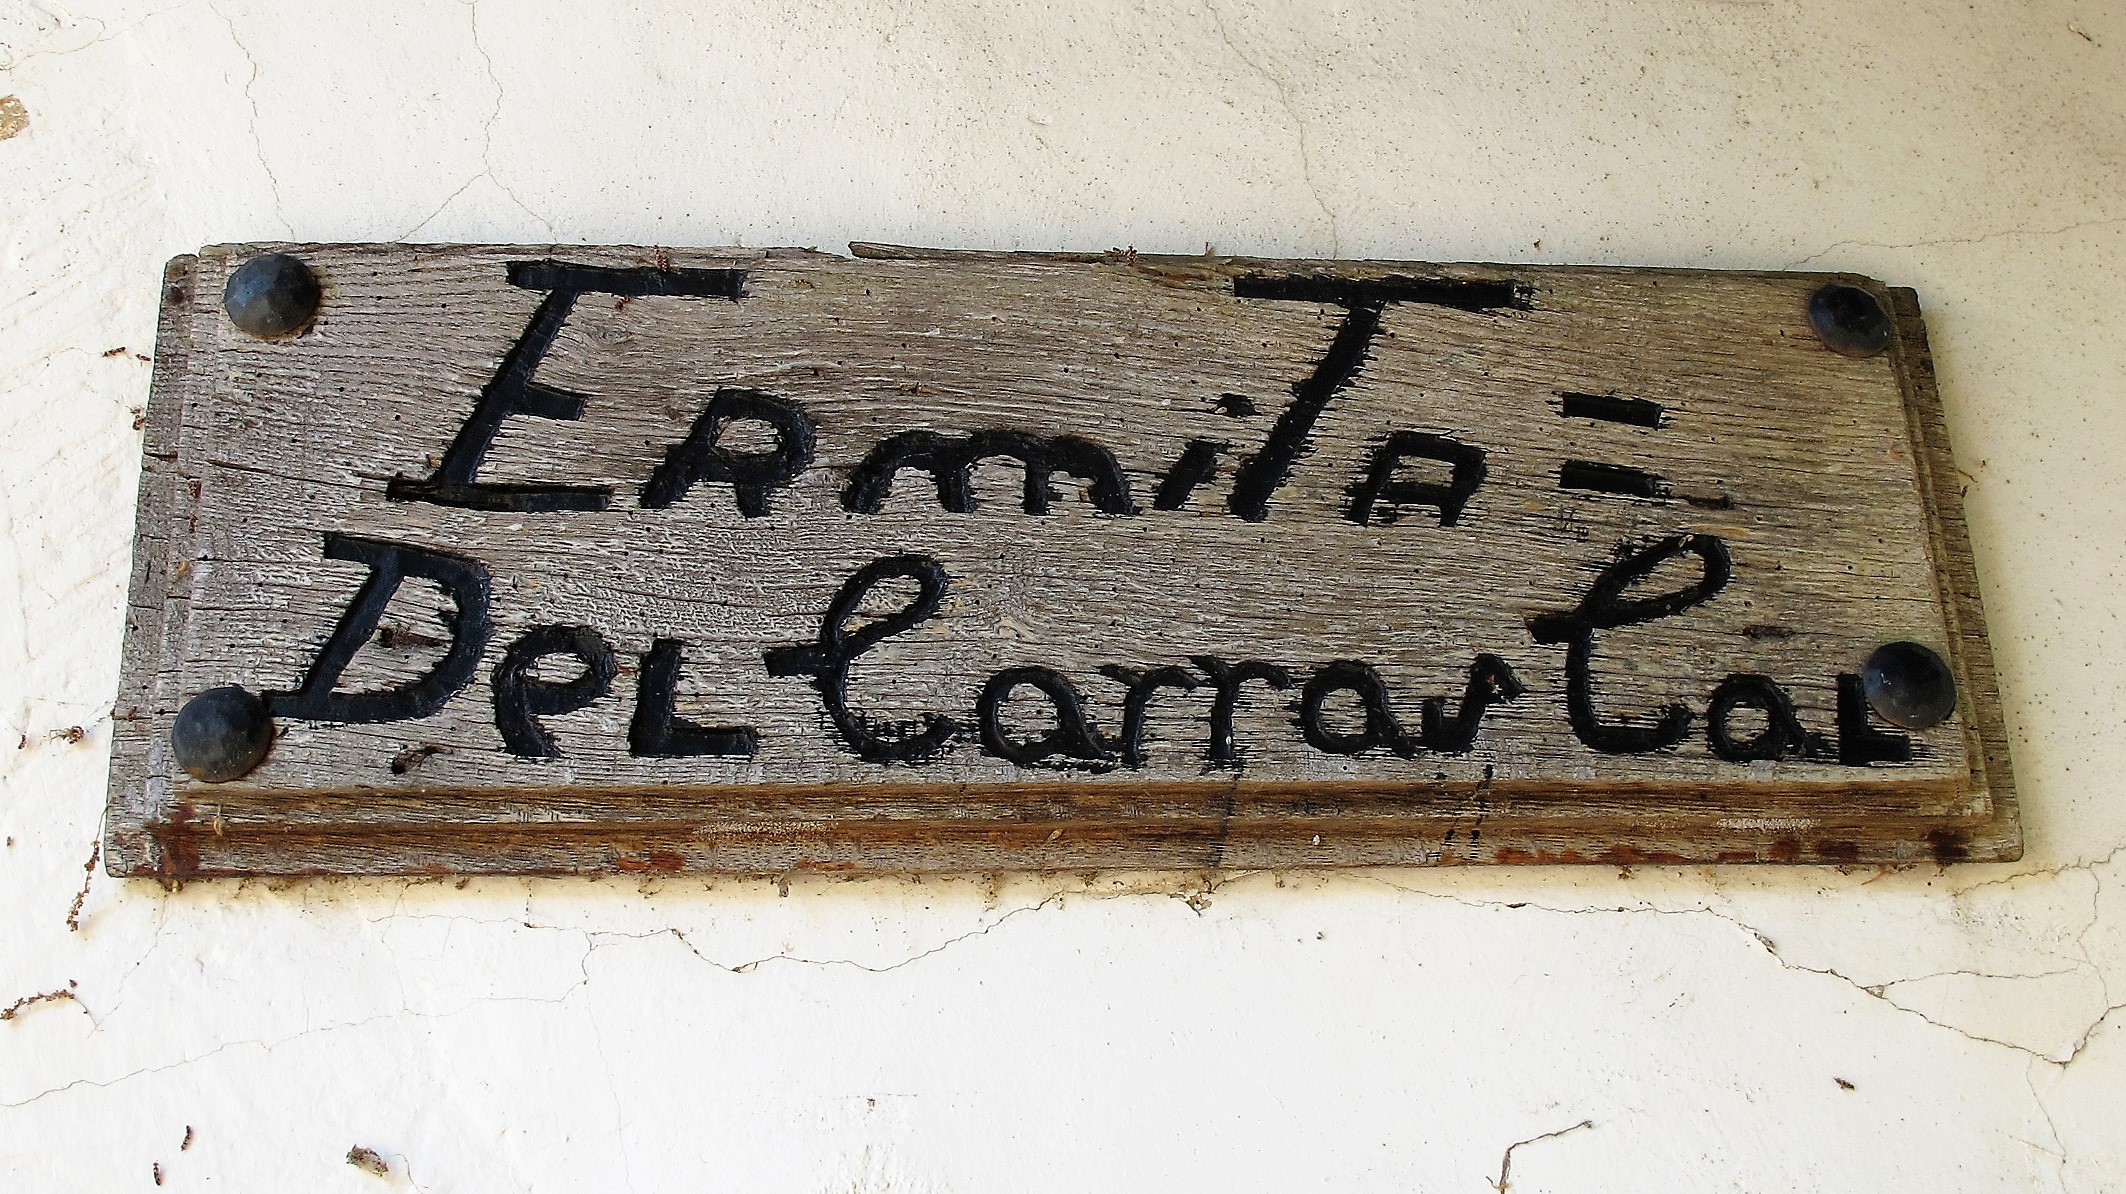 ErmiTA =
Del CarrasCaL